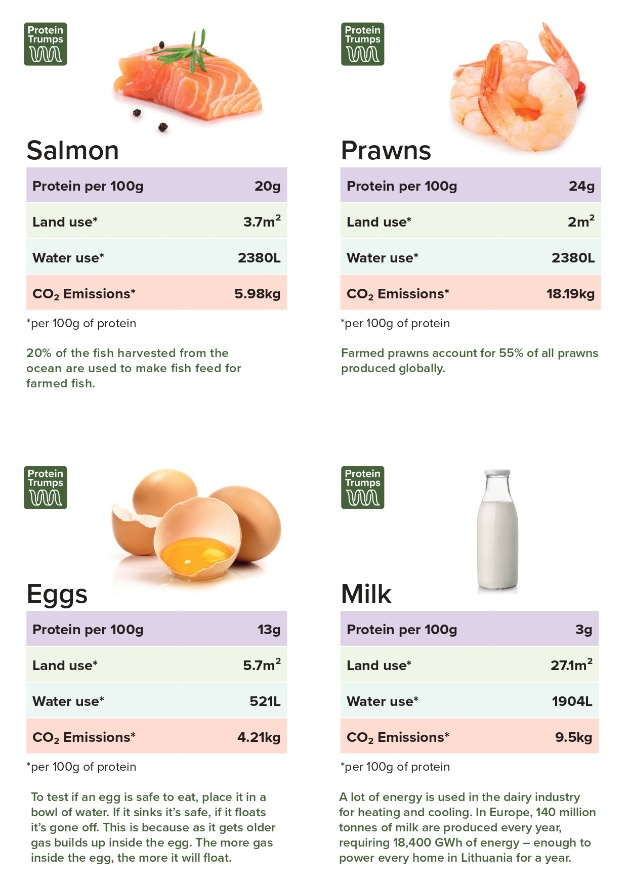 Protein
Trumps
Salmon
Protein per 100g 20g
Land use* 3.7m²
Water use* 2380L
CO₂ Emissions* 5.98kg
*per 100g of protein
20% of the fish harvested from the
ocean are used to make fish feed for
farmed fish.
Protein
Trumps
Prawns
Protein per 100g 24g
Land use* 2m²
Water use* 2380L
CO₂ Emissions* 18.19kg
*per 100g of protein
Farmed prawns account for 55% of all prawns
produced globally.
Protein
Trumps
Eggs
Protein per 100g 13g
Land use* 5.7m²
Water use* 521L
CO₂ Emissions* 4.21kg
*per 100g of protein
To test if an egg is safe to eat, place it in a
bowl of water. If it sinks it's safe, if it floats
it's gone off. This is because as it gets older
gas builds up inside the egg. The more gas
inside the egg, the more it will float.
Protein
Trumps
Milk
Protein per 100g 3g
Land use* 27.1m²
Water use* 1904L
CO₂ Emissions* 9.5kg
*per 100g of protein
A lot of energy is used in the dairy industry
for heating and cooling. In Europe, 140 million
tonnes of milk are produced every year,
requiring 18,400 GWh of energy – enough to
power every home in Lithuania for a year.